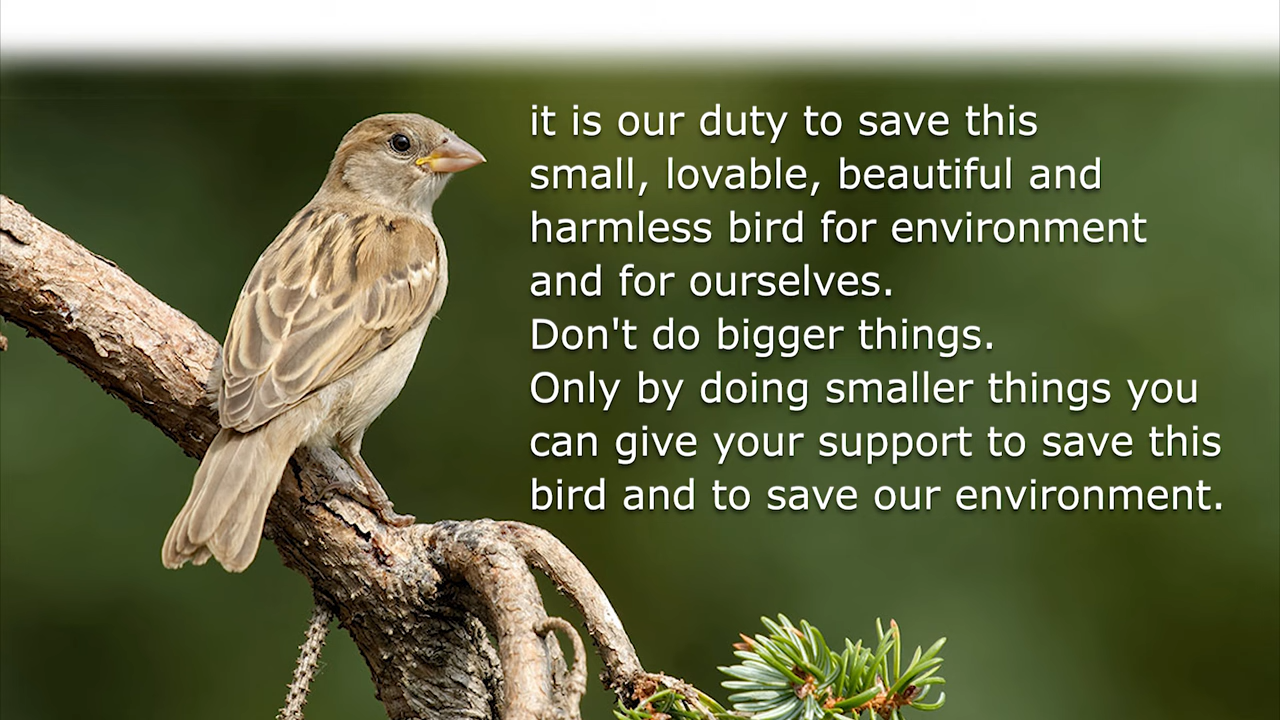 it is our duty to save this
small, lovable, beautiful and
harmless bird for environment
and for ourselves.
Don't do bigger things.
Only by doing smaller things you
can give your support to save this
bird and to save our environment.